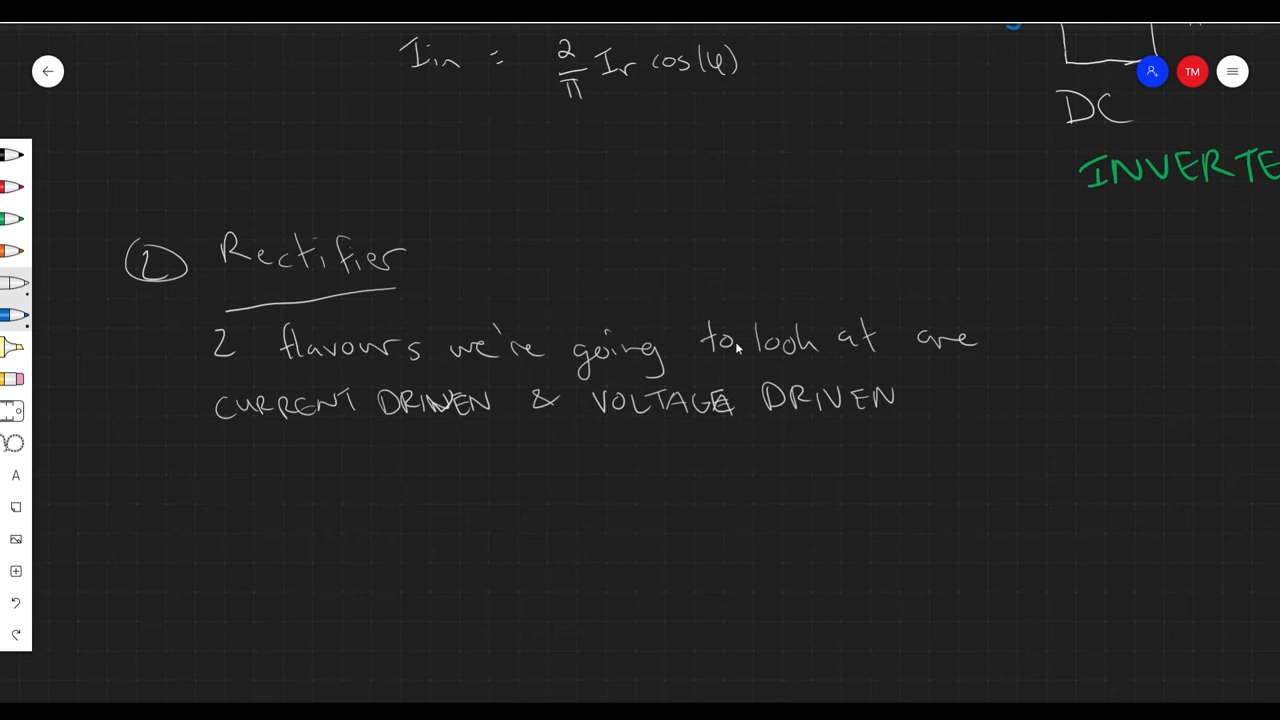 Iin = 2/π Ir cos(φ)
DC
INVERTE
2 Rectifier
2 flavours we're going to look at are
CURRENT DRIVEN & VOLTAGE DRIVEN
TM
A